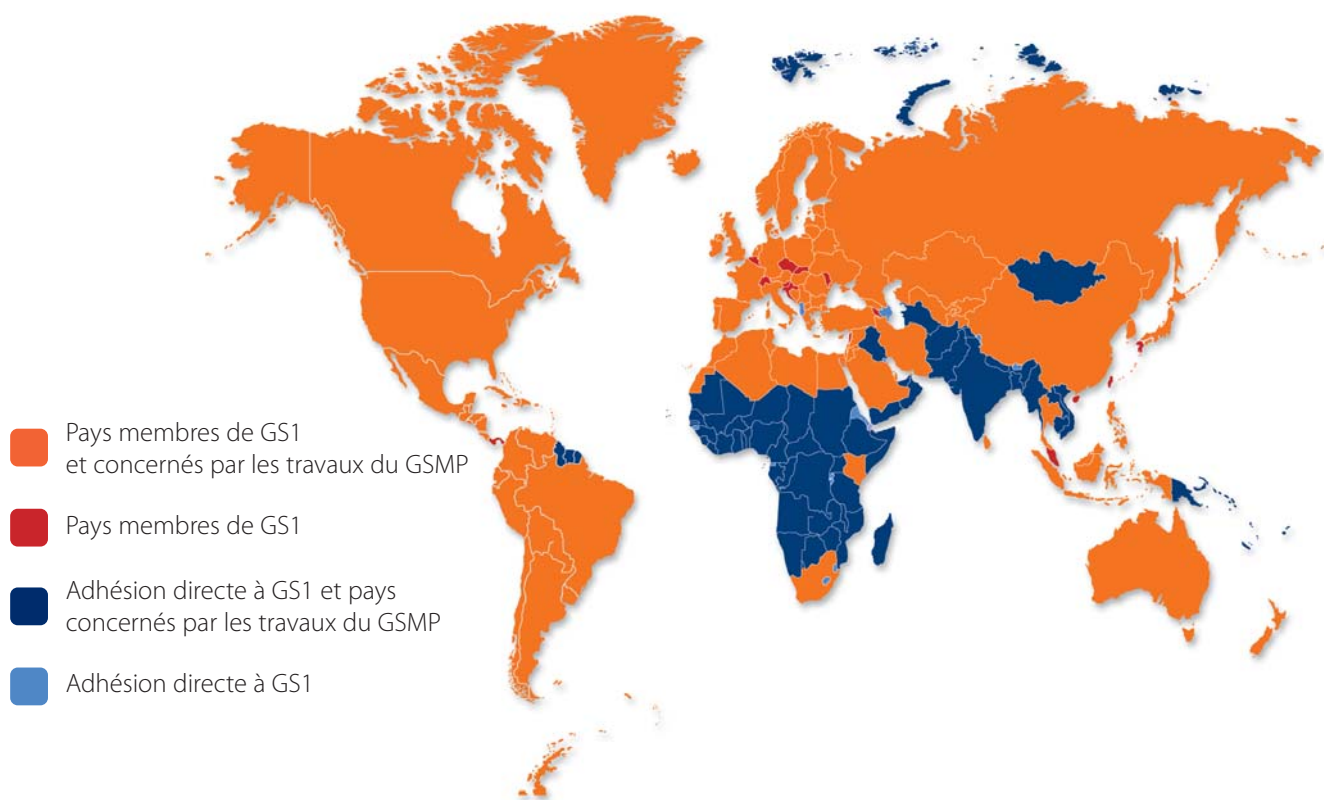 Pays membres de GS1
et concernés par les travaux du GSMP
Pays membres de GS1
Adhésion directe à GS1 et pays
concernés par les travaux du GSMP
Adhésion directe à GS1